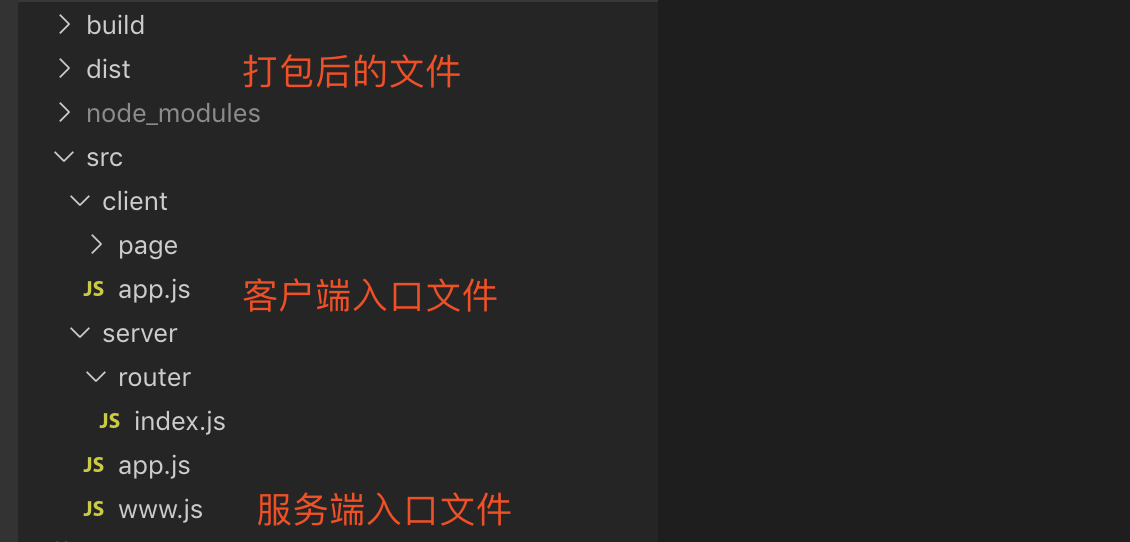 build
dist 打包后的文件
node_modules
src
client
page
JS app.js 客户端入口文件
server
router
JS index.js
JS app.js
JS www.js 服务端入口文件